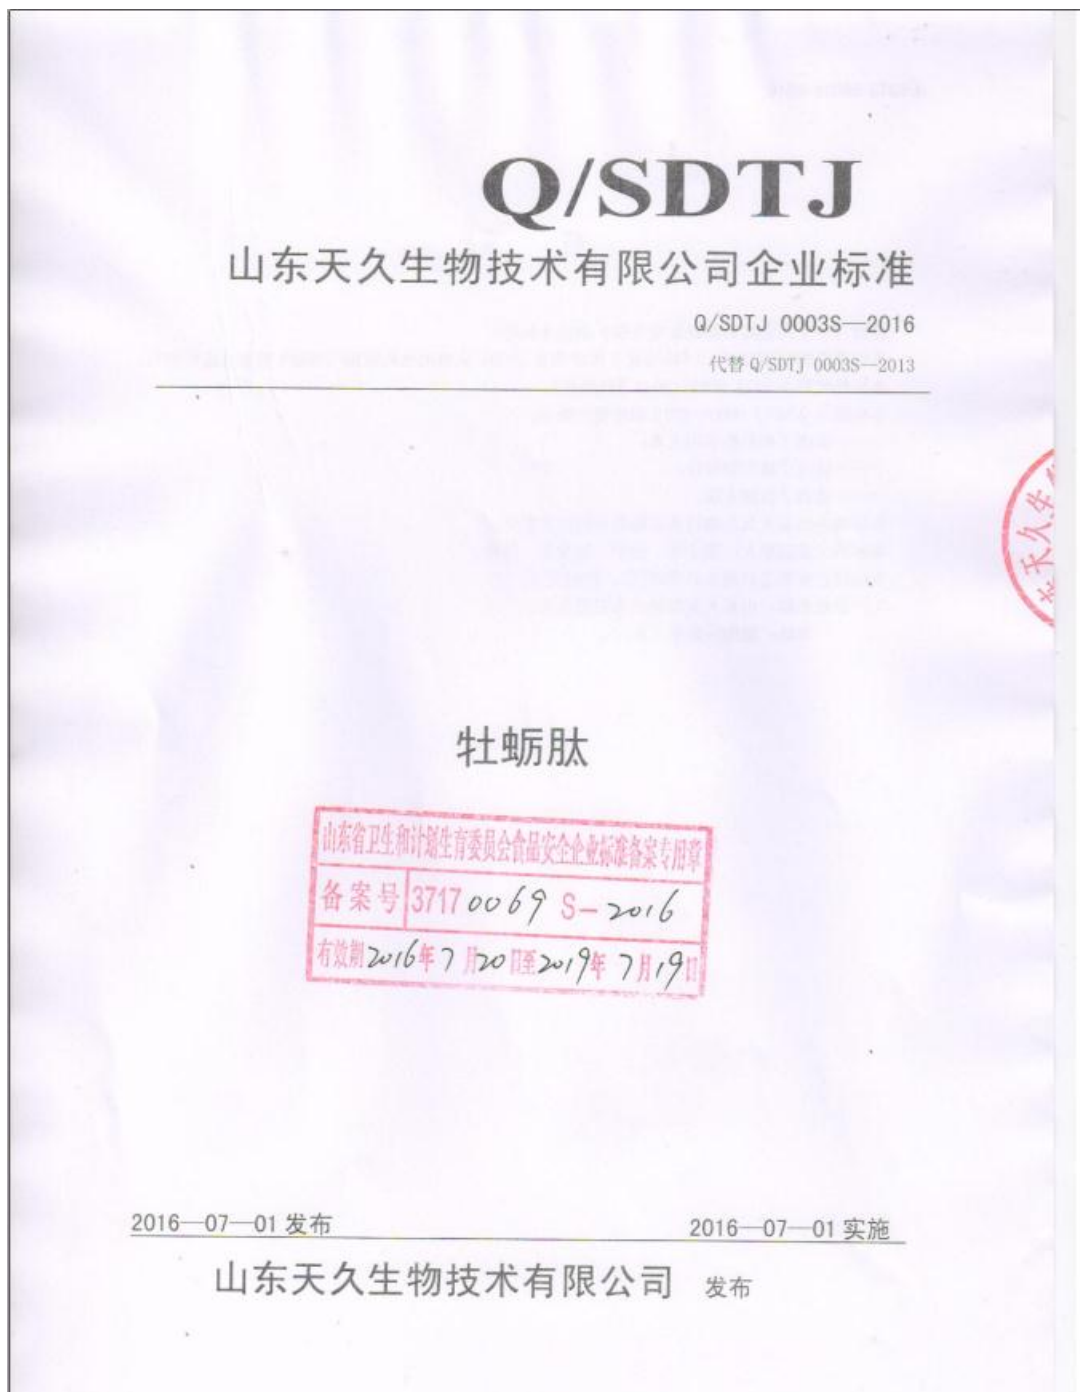 Q/SDTJ
山东天久生物技术有限公司企业标准
Q/SDTJ 0003S—2016
代替 Q/SDTJ 0003S—2013
天久生
牡蛎肽
山东省卫生和计划生育委员会食品安全企业标准备案专用章
备案号 3717 0069 S-2016
有效期2016年7月20日至2019年7月19日
2016—07—01 发布
2016—07—01 实施
山东天久生物技术有限公司 发布